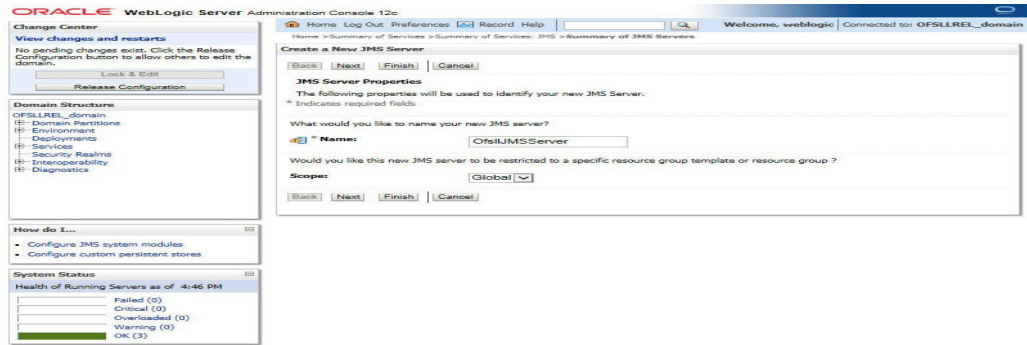 ORACLE WebLogic Server Administration Console 12c
Change Center
View changes and restarts
No pending changes exist. Click the Release
Configuration button to allow others to edit the
domain.
Lock & Edit
Release Configuration
Domain Structure
OFSLLREL_domain
Domain Partitions
Environment
Deployments
Services
Security Realms
Interoperability
Diagnostics
How do I...
Configure JMS system modules
Configure custom persistent stores
System Status
Health of Running Servers as of 4:46 PM
Failed (0)
Critical (0)
Overloaded (0)
Warning (0)
OK (3)
Home Log Out Preferences Record Help
Welcome, weblogic Connected to: OFSLLREL_domain
Home >Summary of Services >Summary of Services: JMS >Summary of JMS Servers
Create a New JMS Server
Back Next Finish Cancel
JMS Server Properties
The following properties will be used to identify your new JMS Server.
* Indicates required fields
What would you like to name your new JMS server?
* Name: OfsllJMSServer
Would you like this new JMS server to be restricted to a specific resource group template or resource group ?
Scope: Global
Back Next Finish Cancel